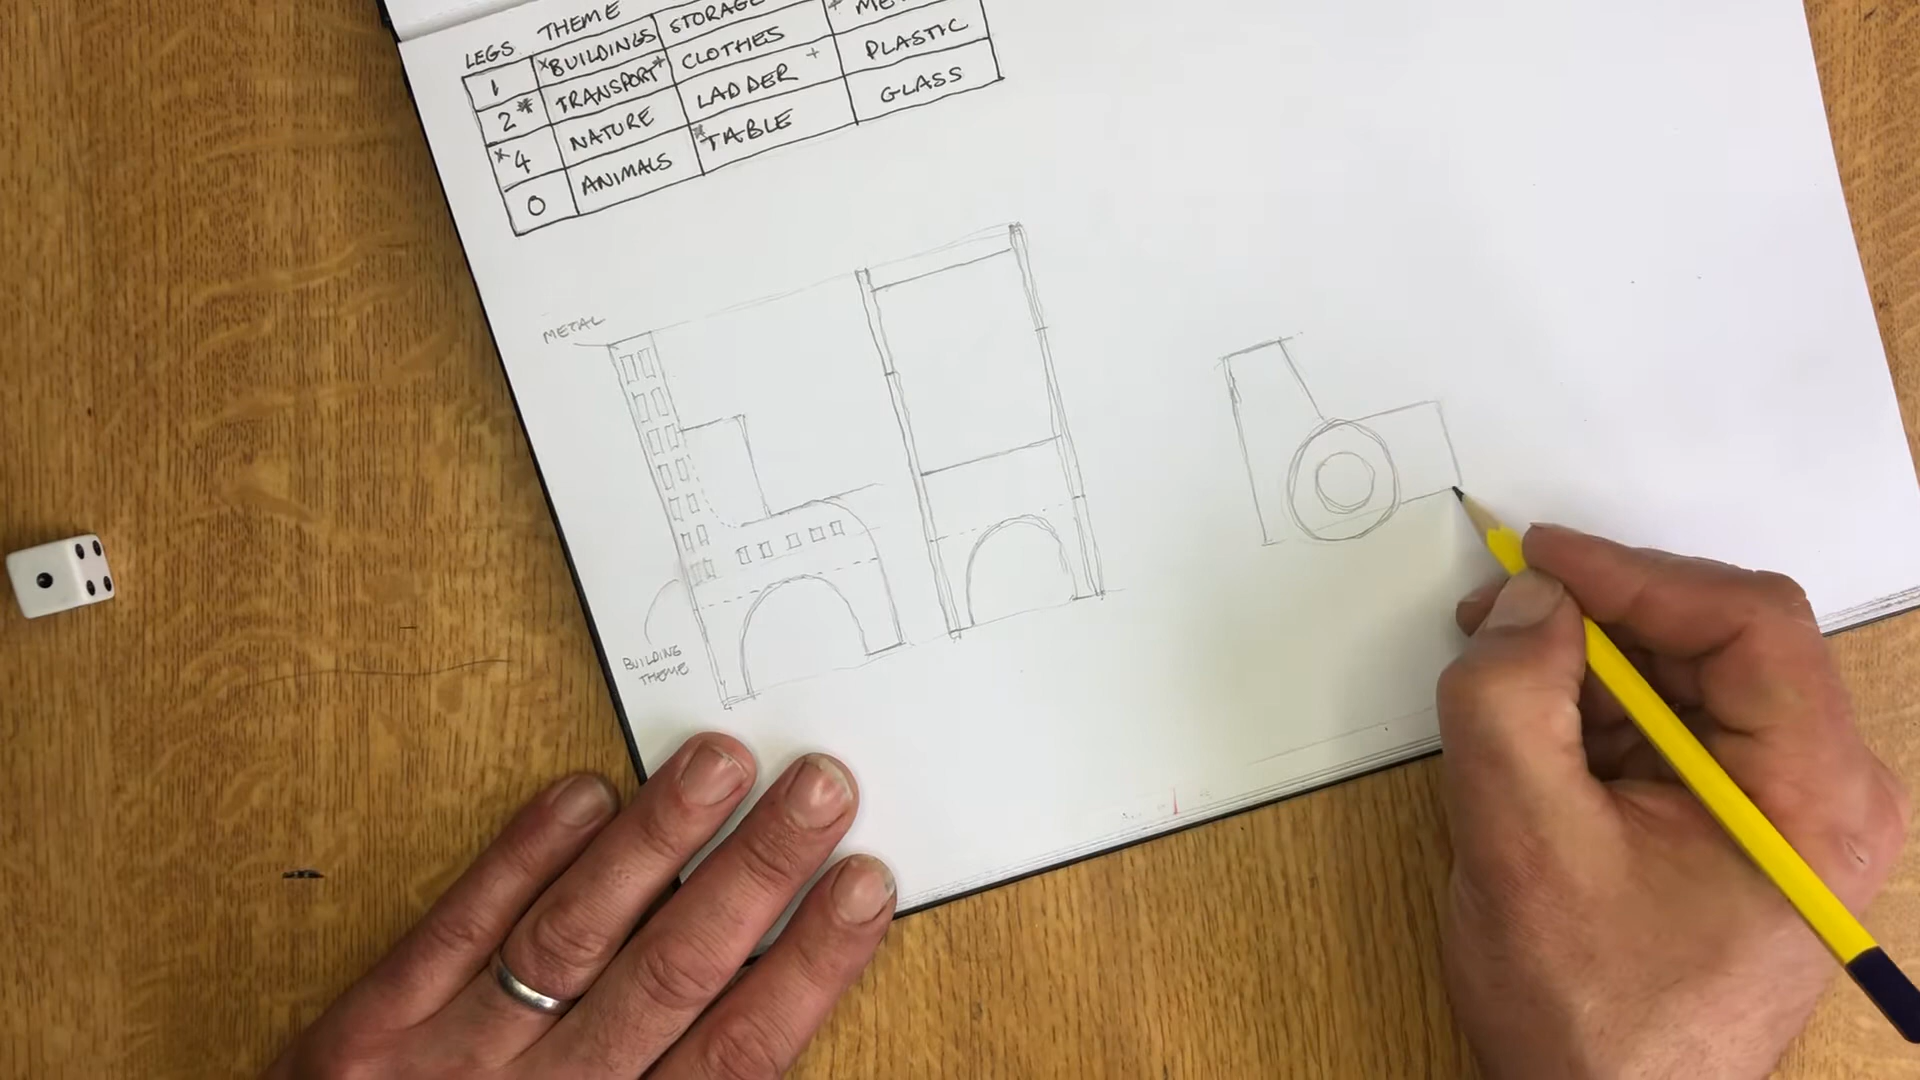 LEGS THEME
1 *BUILDINGS STORAGE
2* TRANSPORT* CLOTHES PLASTIC
*4 NATURE LADDER + GLASS
0 ANIMALS *TABLE
METAL
BUILDING
THEME